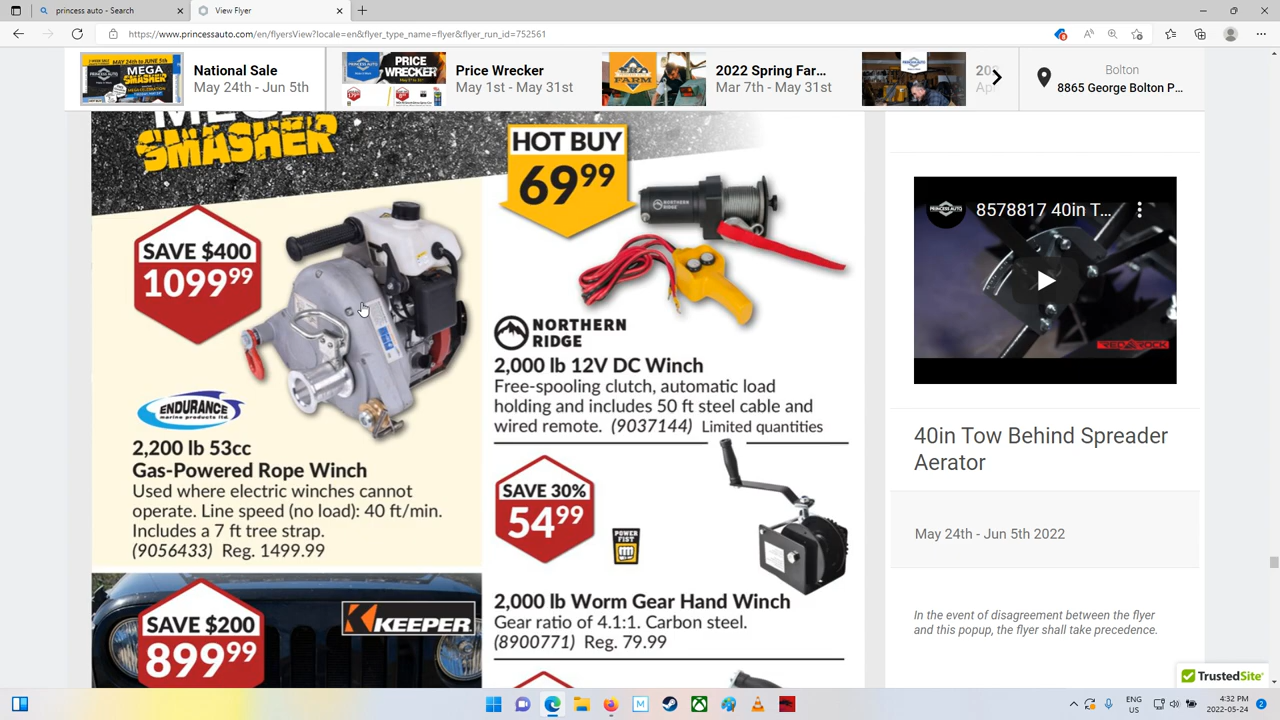 princess auto - Search
View Flyer
https://www.princessauto.com/en/flyersView?locale=en&flyer_type_name=flyer&flyer_run_id=752561
National Sale
May 24th - Jun 5th
Price Wrecker
May 1st - May 31st
2022 Spring Far...
Mar 7th - May 31st
Bolton
8865 George Bolton P...
SMASHER
HOT BUY
69.99
NORTHERN RIDGE
SAVE $400
1099.99
NORTHERN
RIDGE
2,000 lb 12V DC Winch
Free-spooling clutch, automatic load
holding and includes 50 ft steel cable and
wired remote. (9037144) Limited quantities
ENDURANCE
marine products ltd
2,200 lb 53cc
Gas-Powered Rope Winch
Used where electric winches cannot
operate. Line speed (no load): 40 ft/min.
Includes a 7 ft tree strap.
(9056433) Reg. 1499.99
SAVE 30%
54.99
POWER
FIST
2,000 lb Worm Gear Hand Winch
Gear ratio of 4.1:1. Carbon steel.
(8900771) Reg. 79.99
SAVE $200
899.99
KEEPER
PRINCESS AUTO
8578817 40in T...
40in Tow Behind Spreader
Aerator
May 24th - Jun 5th 2022
In the event of disagreement between the flyer
and this popup, the flyer shall take precedence.
TrustedSite
ENG
US
4:32 PM
2022-05-24
2